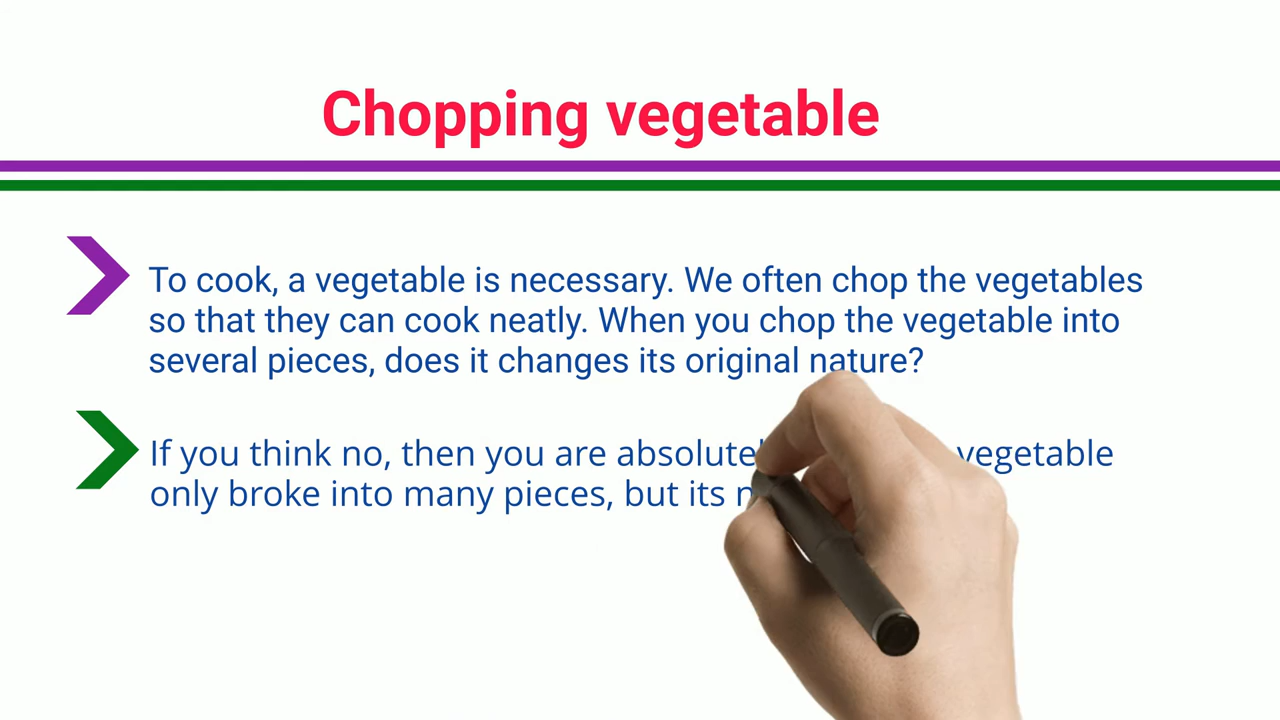 Chopping vegetable
To cook, a vegetable is necessary. We often chop the vegetables
so that they can cook neatly. When you chop the vegetable into
several pieces, does it changes its original nature?
If you think no, then you are vegetable
only broke into many pieces, but its